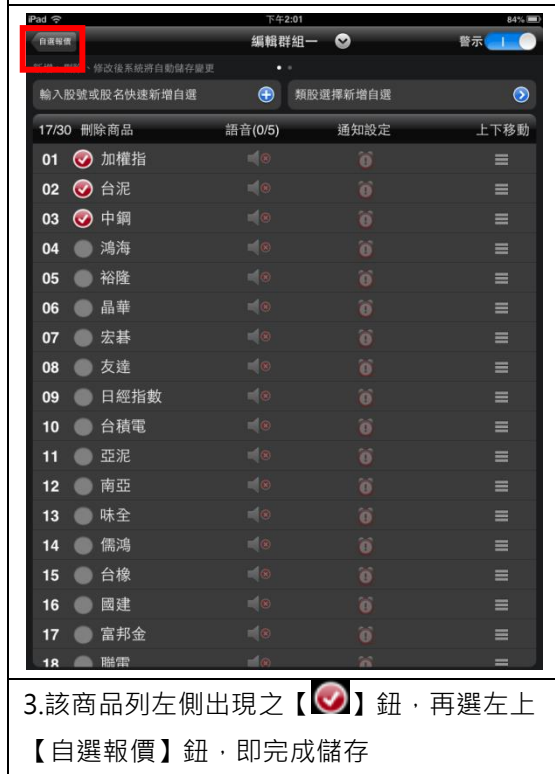 iPad 下午2:01 84%
自選報價 編輯群組一 警示
、修改後系統將自動儲存變更
輸入股號或股名快速新增自選 類股選擇新增自選
17/30 刪除商品 語音(0/5) 通知設定 上下移動
01 加權指
02 台泥
03 中鋼
04 鴻海
05 裕隆
06 晶華
07 宏碁
08 友達
09 日經指數
10 台積電
11 亞泥
12 南亞
13 味全
14 儒鴻
15 台橡
16 國建
17 富邦金
18 聯電
3.該商品列左側出現之【】鈕，再選左上
【自選報價】鈕，即完成儲存